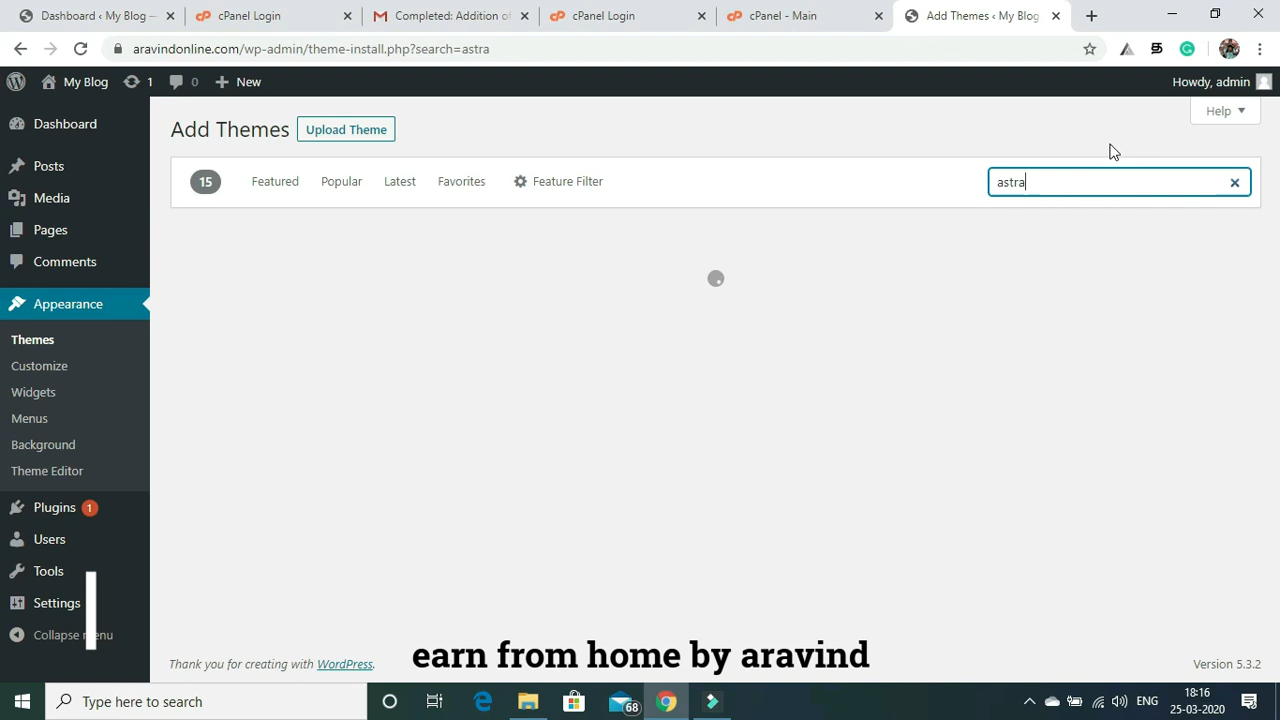 Dashboard ‹ My Blog —
cPanel Login
Completed: Addition of
cPanel Login
cPanel - Main
Add Themes ‹ My Blog
aravindonline.com/wp-admin/theme-install.php?search=astra
My Blog
1
0
New
Howdy, admin
Dashboard
Posts
Media
Pages
Comments
Appearance
Themes
Customize
Widgets
Menus
Background
Theme Editor
Plugins 1
Users
Tools
Settings
Collapse menu
Add Themes
Upload Theme
Help
15
Featured
Popular
Latest
Favorites
Feature Filter
astra
earn from home by aravind
Thank you for creating with WordPress.
Version 5.3.2
Type here to search
68
ENG
18:16
25-03-2020